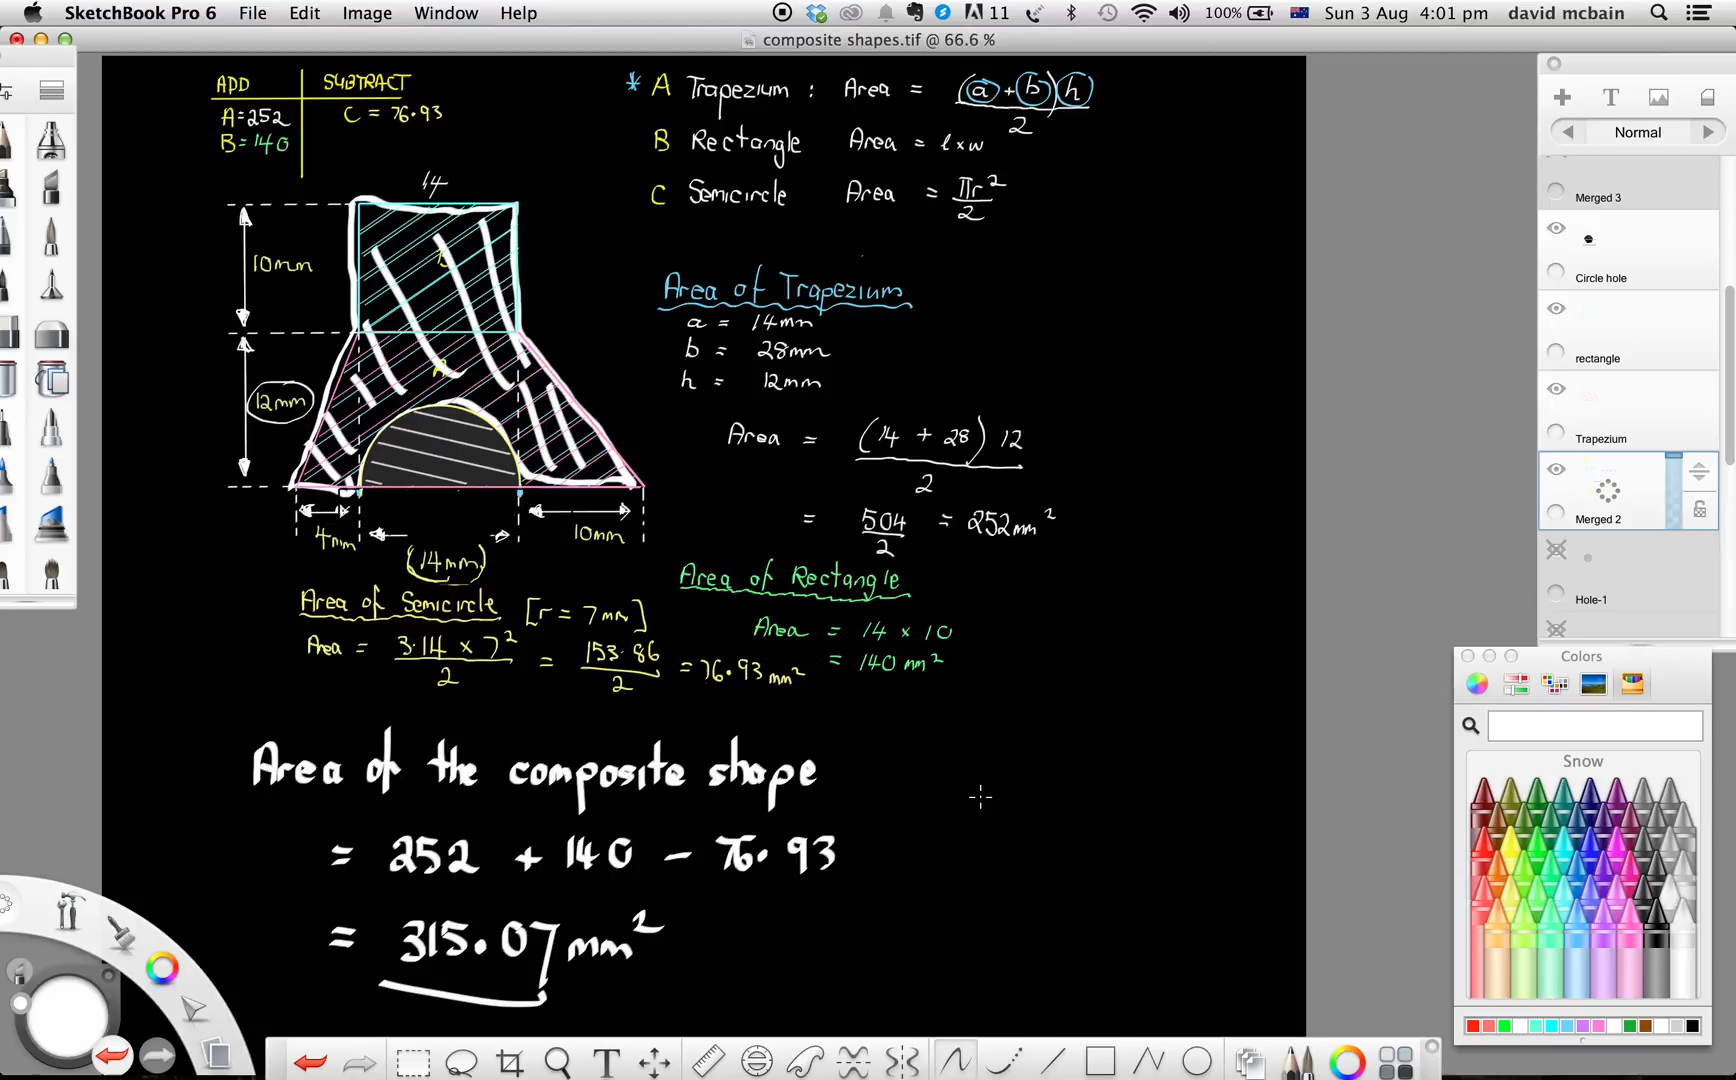 SketchBook Pro 6 File Edit Image Window Help 11 100% Sun 3 Aug 4:01 pm david mcbain
composite shapes.tif @ 66.6 %
ADD SUBTRACT
A=252 C = 76.93
B=140
* A Trapezium : Area = (a+b)h
2
B Rectangle Area = l×w
C Semicircle Area = πr²
2
14
10mm
B
A
12mm
4mm 14mm 10mm
Area of Trapezium
a = 14mm
b = 28mm
h = 12mm
Area = (14 + 28) 12
2
= 504 = 252mm²
2
Area of Rectangle
Area = 14 × 10
= 140 mm²
Area of Semicircle [r = 7mm]
Area = 3.14 × 7² = 153.86 = 76.93 mm²
2 2
Area of the composite shape
= 252 + 140 - 76.93
= 315.07 mm²
T
Normal
Merged 3
Circle hole
rectangle
Trapezium
Merged 2
Hole-1
Colors
Snow
T